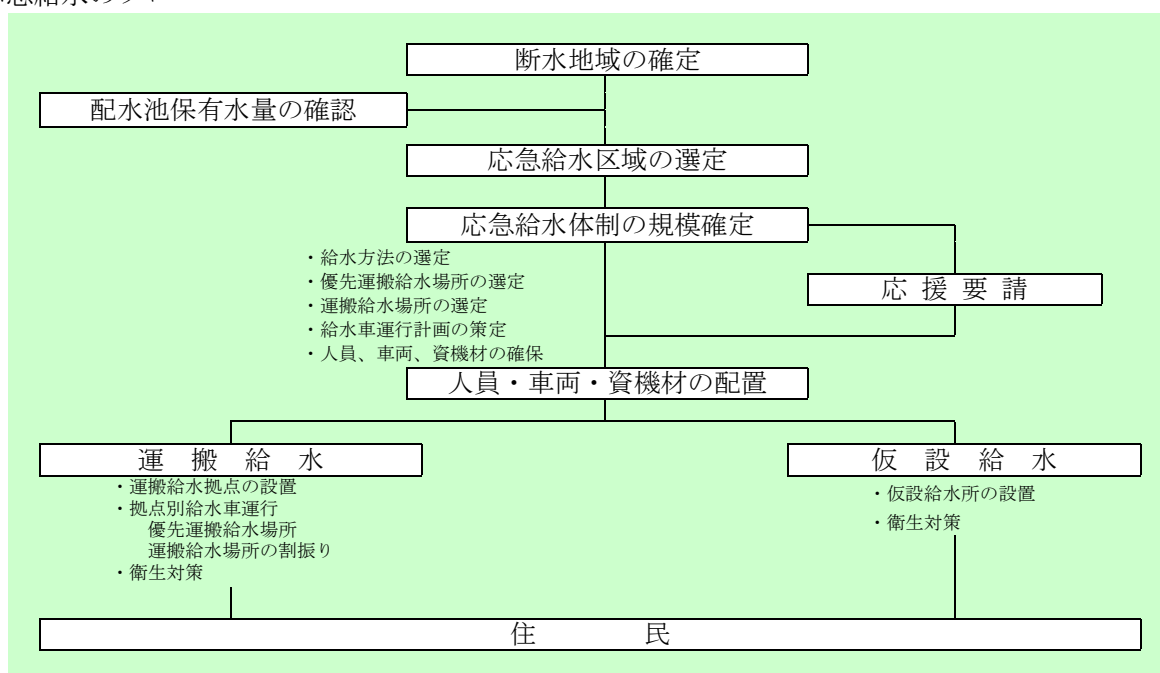 断水地域の確定
配水池保有水量の確認
応急給水区域の選定
応急給水体制の規模確定
・給水方法の選定
・優先運搬給水場所の選定
・運搬給水場所の選定
・給水車運行計画の策定
・人員、車両、資機材の確保
応 援 要 請
人員・車両・資機材の配置
運 搬 給 水
・運搬給水拠点の設置
・拠点別給水車運行
優先運搬給水場所
運搬給水場所の割振り
・衛生対策
仮 設 給 水
・仮設給水所の設置
・衛生対策
住 民